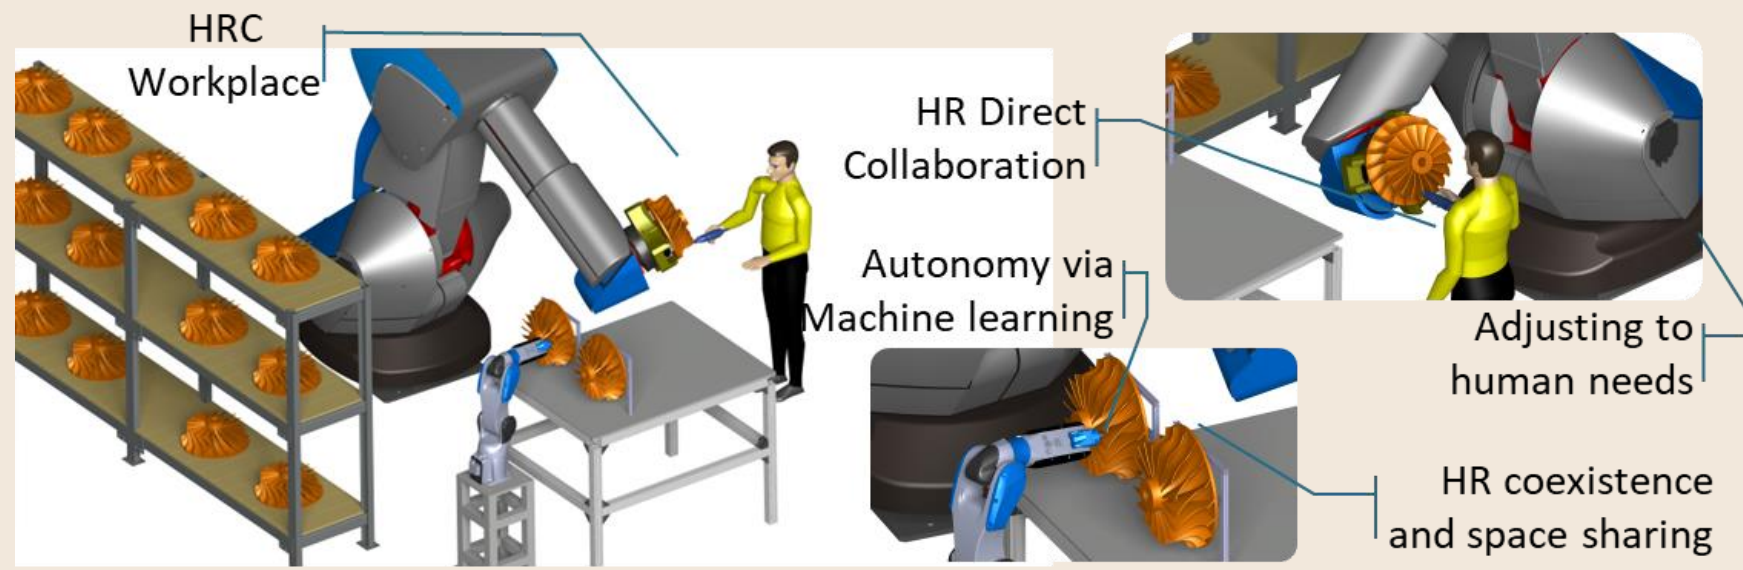 HRC
Workplace
HR Direct
Collaboration
Autonomy via
Machine learning
Adjusting to
human needs
HR coexistence
and space sharing